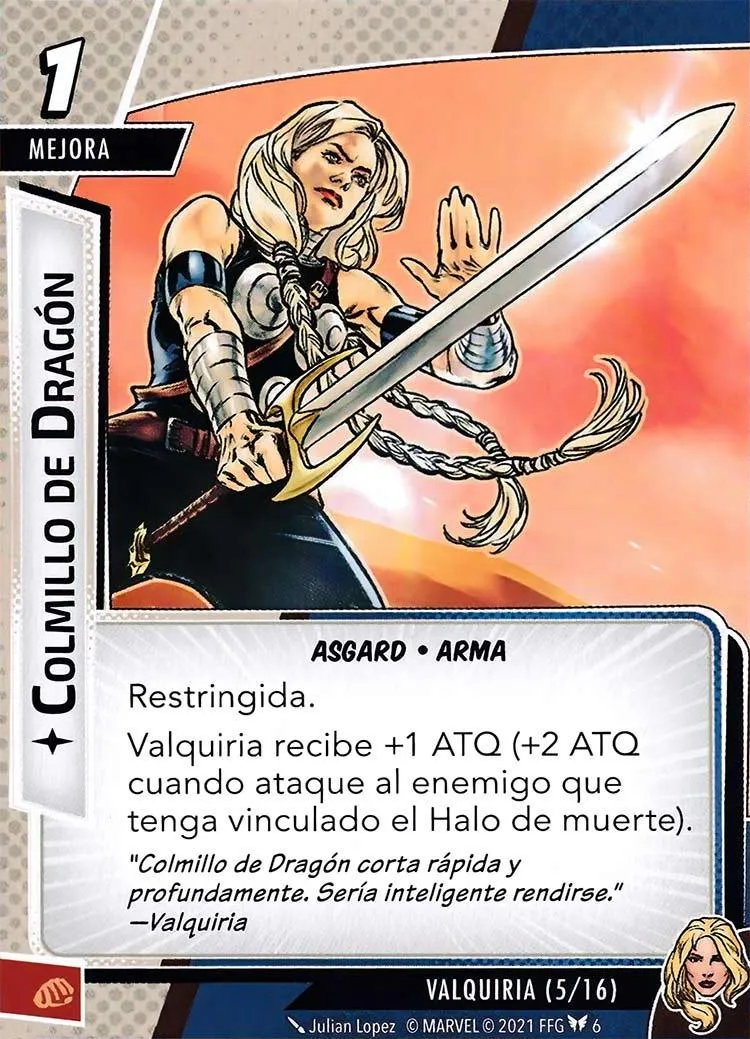 1
MEJORA
COLMILLO DE DRAGÓN
ASGARD • ARMA
Restringida.
Valquiria recibe +1 ATQ (+2 ATQ
cuando ataque al enemigo que
tenga vinculado el Halo de muerte).
"Colmillo de Dragón corta rápida y
profundamente. Sería inteligente rendirse."
—Valquiria
VALQUIRIA (5/16)
Julian Lopez © MARVEL © 2021 FFG 6